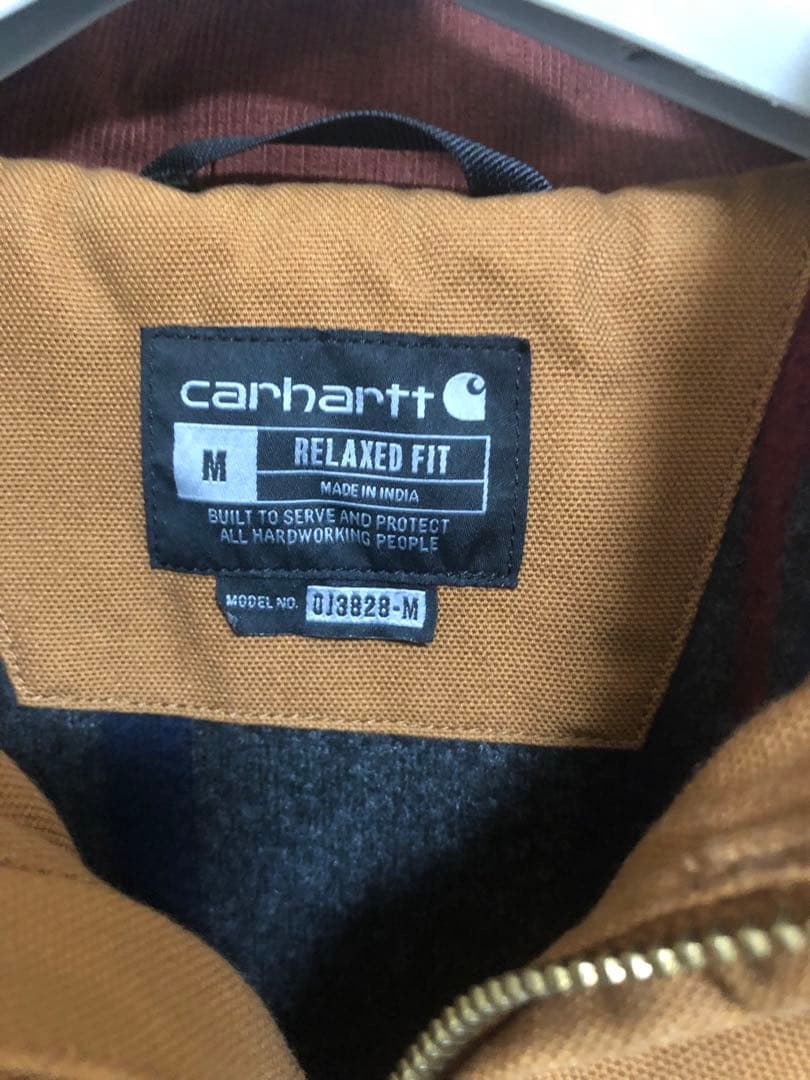 carhartt
M
RELAXED FIT
MADE IN INDIA
BUILT TO SERVE AND PROTECT
ALL HARDWORKING PEOPLE
MODEL NO. OJ3828-M